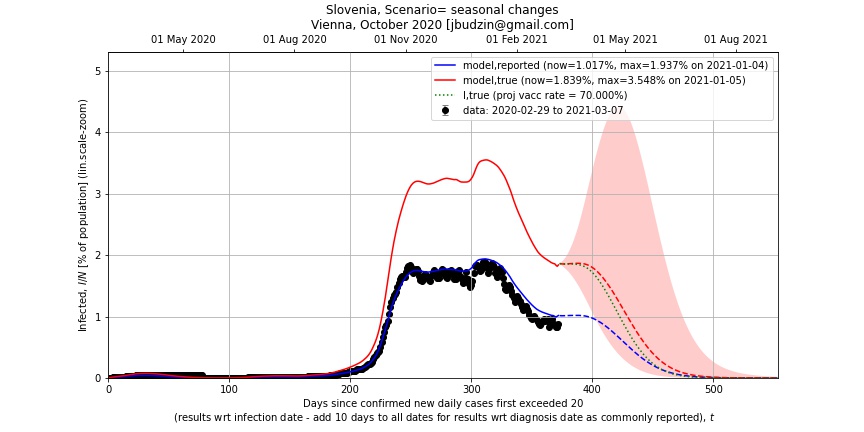 Slovenia, Scenario= seasonal changes
Vienna, October 2020 [jbudzin@gmail.com]
01 May 2020 01 Aug 2020 01 Nov 2020 01 Feb 2021 01 May 2021 01 Aug 2021
model,reported (now=1.017%, max=1.937% on 2021-01-04)
model,true (now=1.839%, max=3.548% on 2021-01-05)
I,true (proj vacc rate = 70.000%)
data: 2020-02-29 to 2021-03-07
Infected, I/N [% of population] (lin.scale-zoom)
5
4
3
2
1
0
0 100 200 300 400 500
Days since confirmed new daily cases first exceeded 20
(results wrt infection date - add 10 days to all dates for results wrt diagnosis date as commonly reported), t